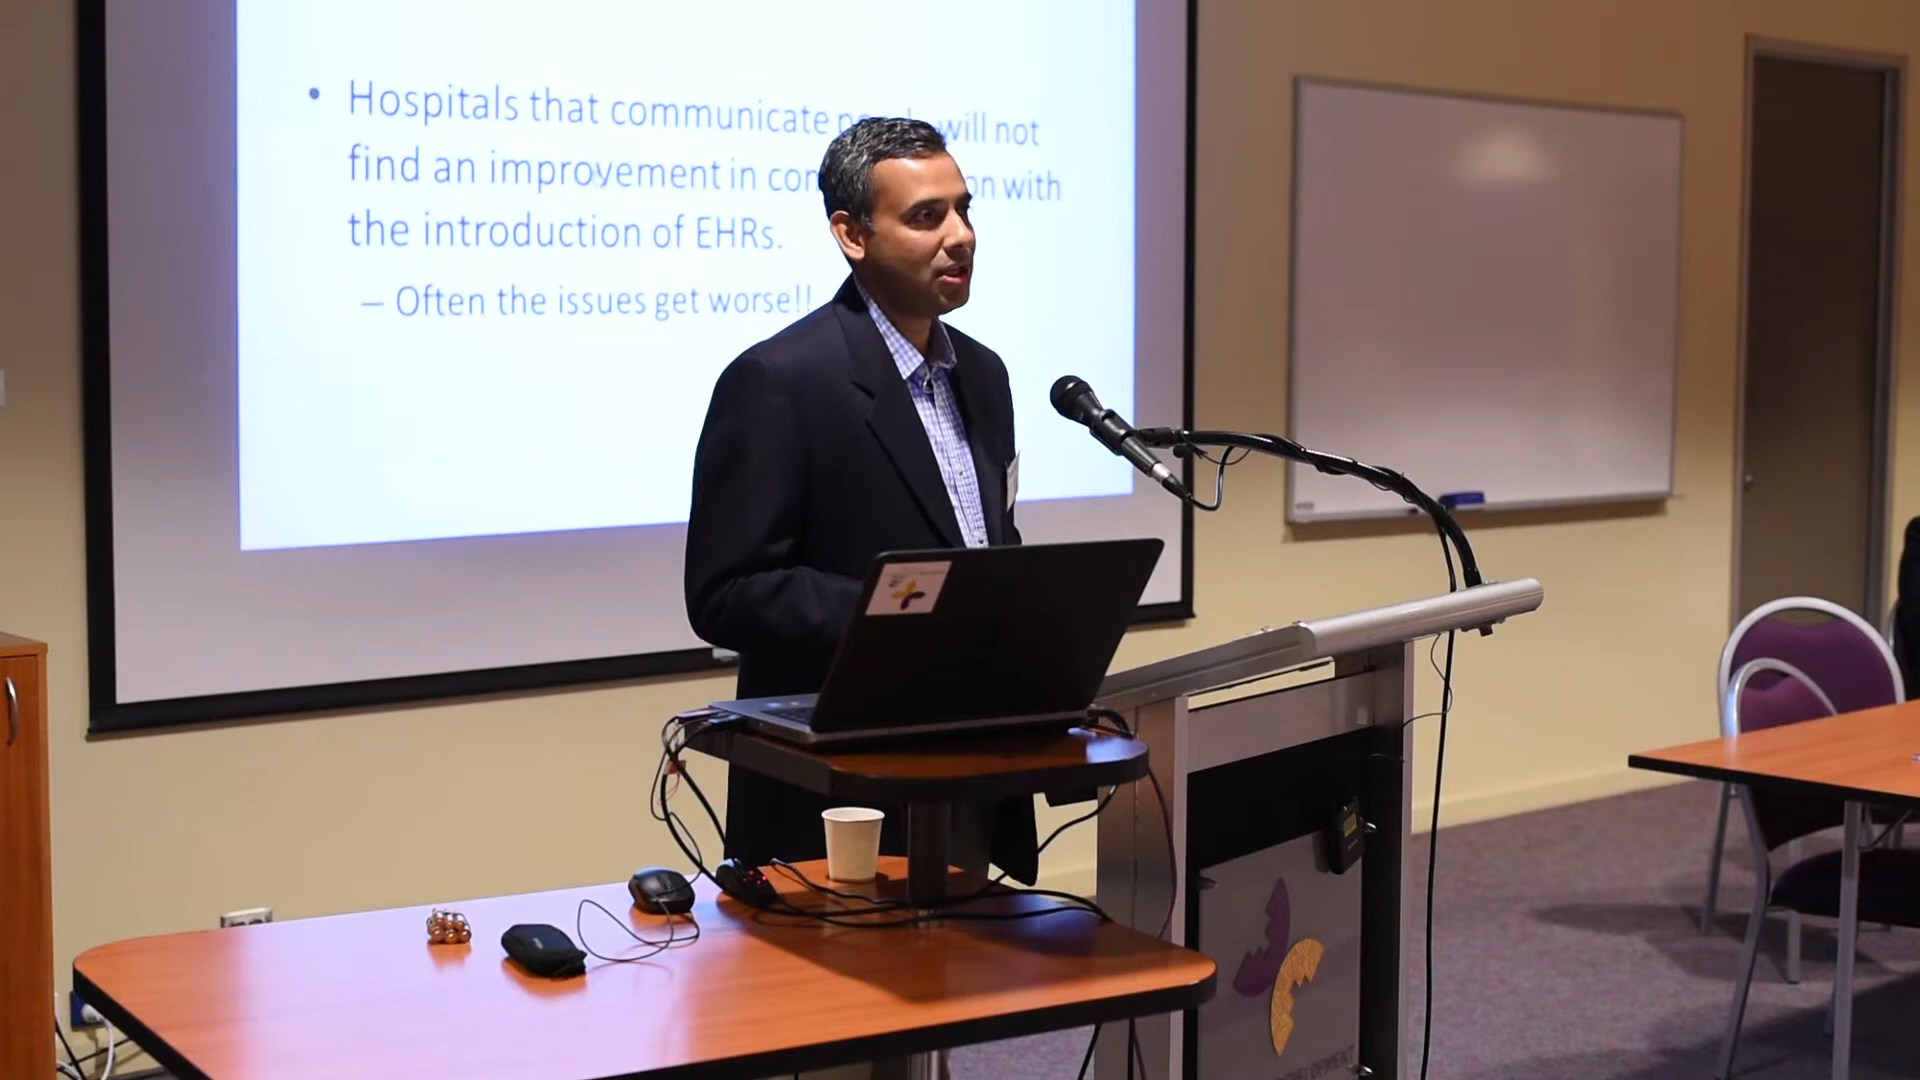 • Hospitals that communicate will not
find an improvement in with
the introduction of EHRs.
– Often the issues get worse!!
DEVELOPMENT